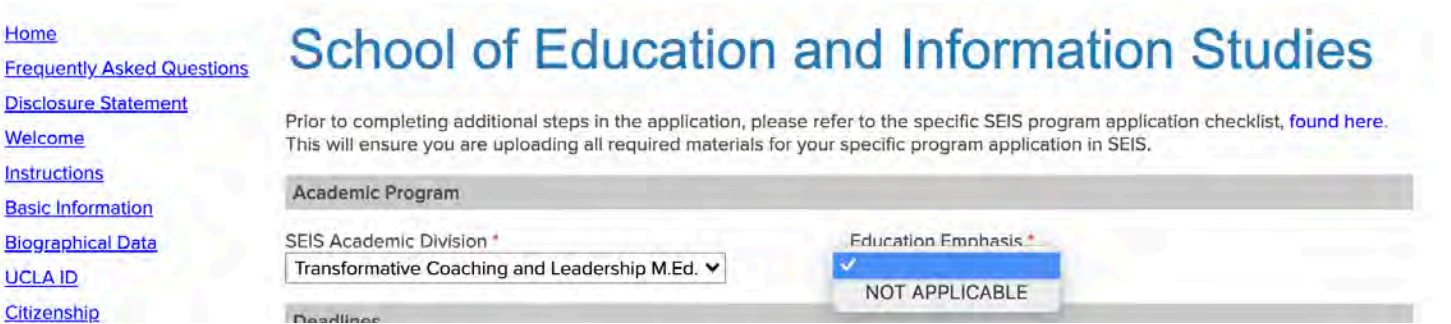 Home
Frequently Asked Questions
Disclosure Statement
Welcome
Instructions
Basic Information
Biographical Data
UCLA ID
Citizenship
School of Education and Information Studies
Prior to completing additional steps in the application, please refer to the specific SEIS program application checklist, found here.
This will ensure you are uploading all required materials for your specific program application in SEIS.
Academic Program
SEIS Academic Division *
Transformative Coaching and Leadership M.Ed.
Education Emphasis *
NOT APPLICABLE
Deadlines